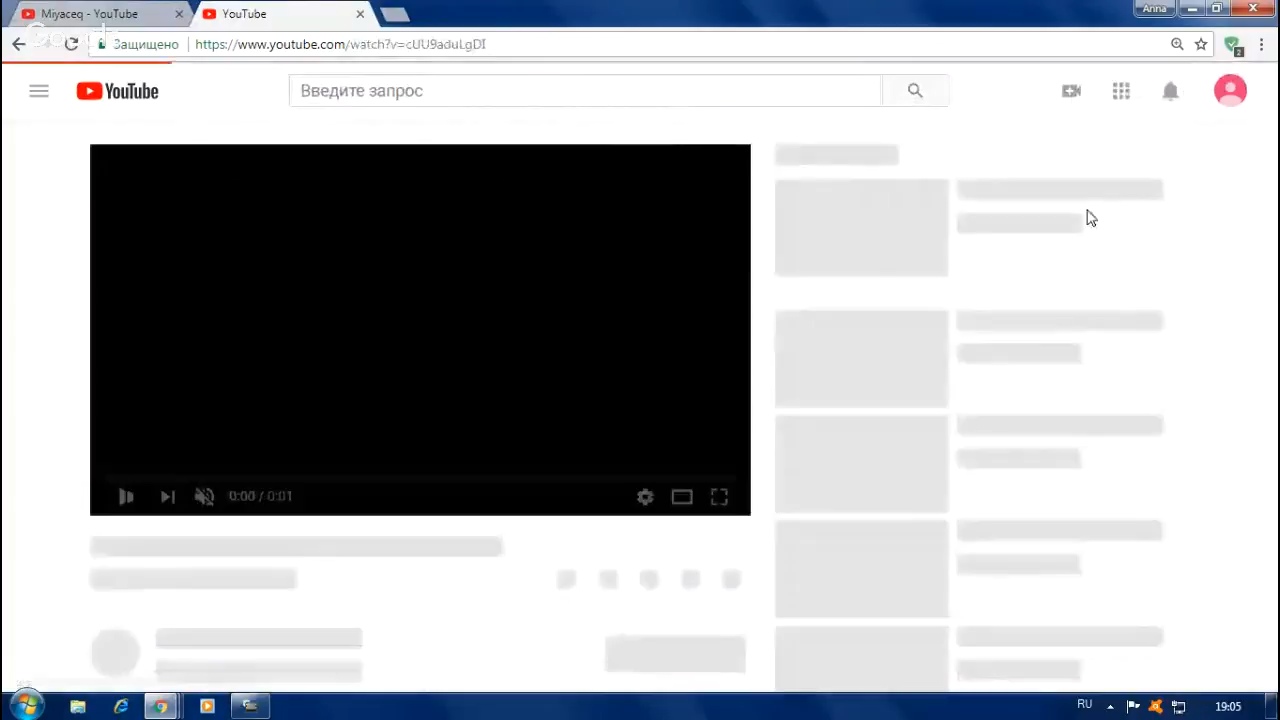 Miyaceq - YouTube
YouTube
Anna
Защищено
https://www.youtube.com/watch?v=cUU9aduLgDI
2
YouTube
Введите запрос
0:00 / 0:01
RU
19:05